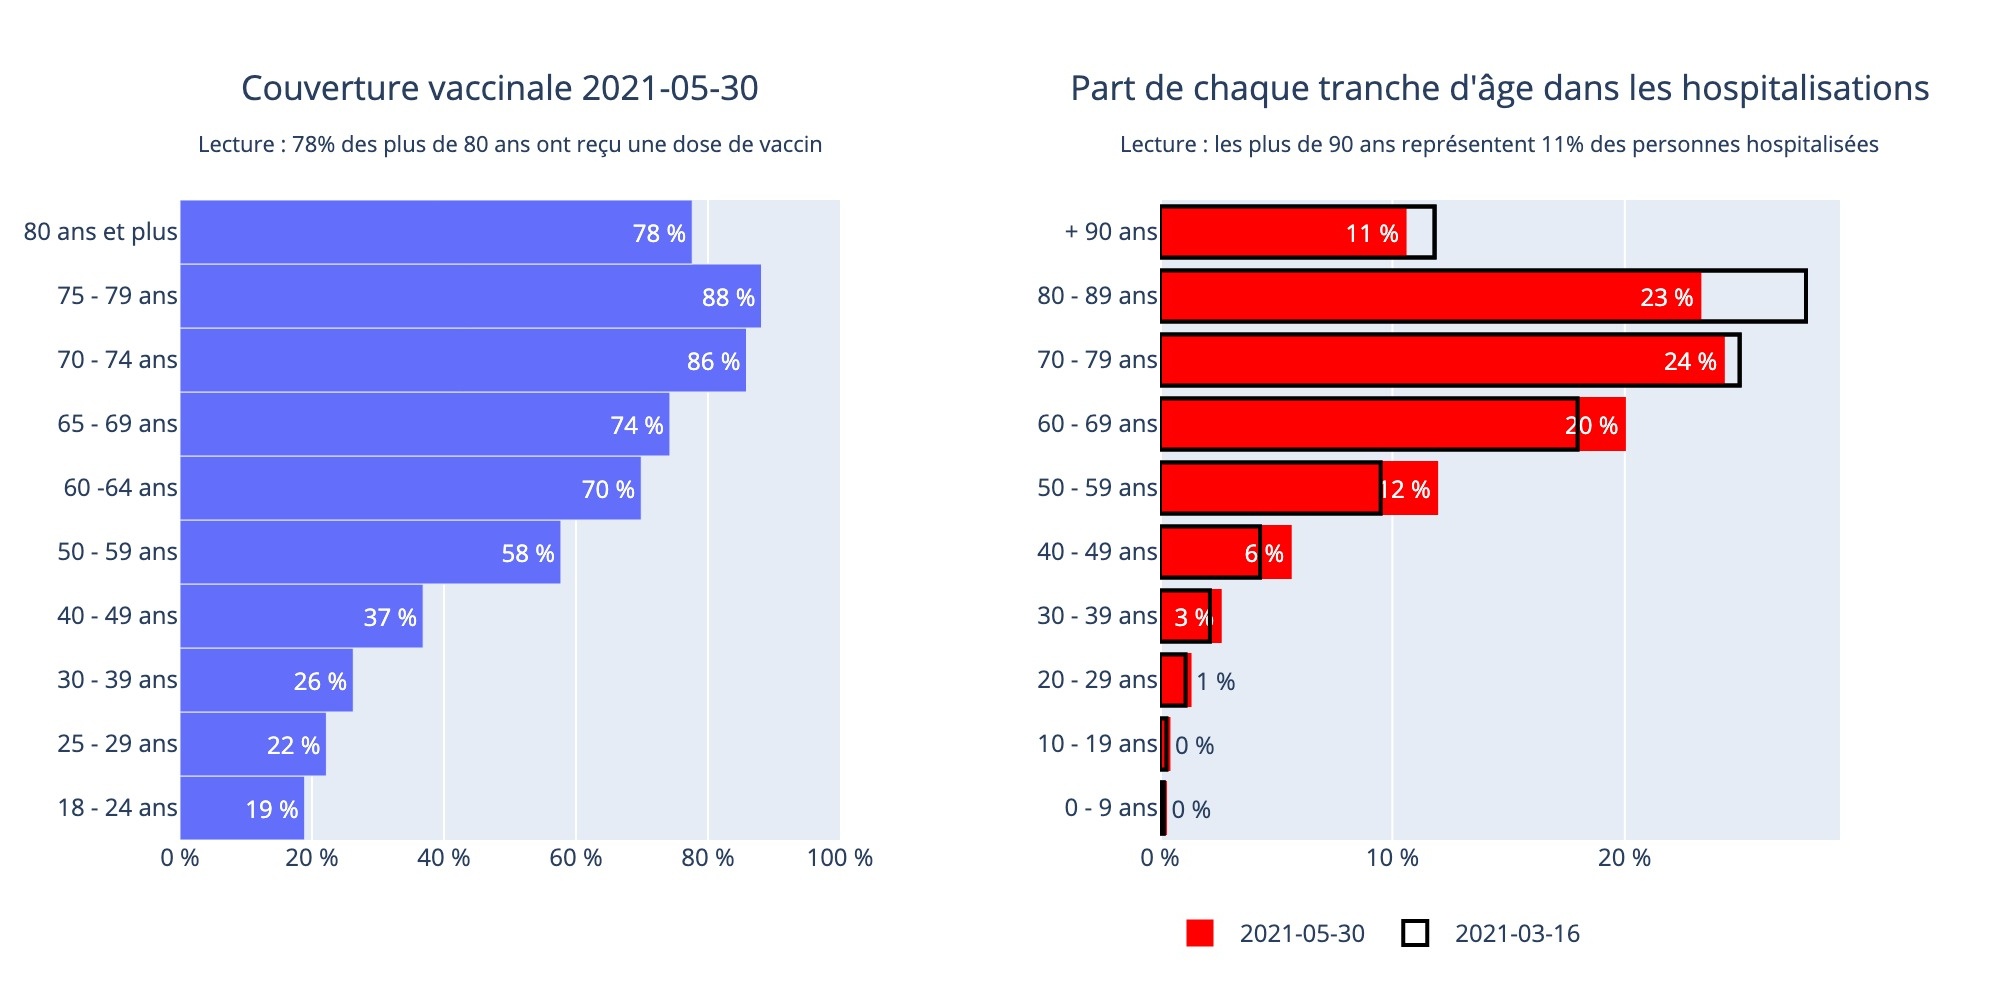 Couverture vaccinale 2021-05-30
Lecture : 78% des plus de 80 ans ont reçu une dose de vaccin
80 ans et plus
78 %
75 - 79 ans
88 %
70 - 74 ans
86 %
65 - 69 ans
74 %
60 -64 ans
70 %
50 - 59 ans
58 %
40 - 49 ans
37 %
30 - 39 ans
26 %
25 - 29 ans
22 %
18 - 24 ans
19 %
0 %
20 %
40 %
60 %
80 %
100 %
Part de chaque tranche d'âge dans les hospitalisations
Lecture : les plus de 90 ans représentent 11% des personnes hospitalisées
+ 90 ans
11 %
80 - 89 ans
23 %
70 - 79 ans
24 %
60 - 69 ans
20 %
50 - 59 ans
12 %
40 - 49 ans
6 %
30 - 39 ans
3 %
20 - 29 ans
1 %
10 - 19 ans
0 %
0 - 9 ans
0 %
0 %
10 %
20 %
2021-05-30
2021-03-16